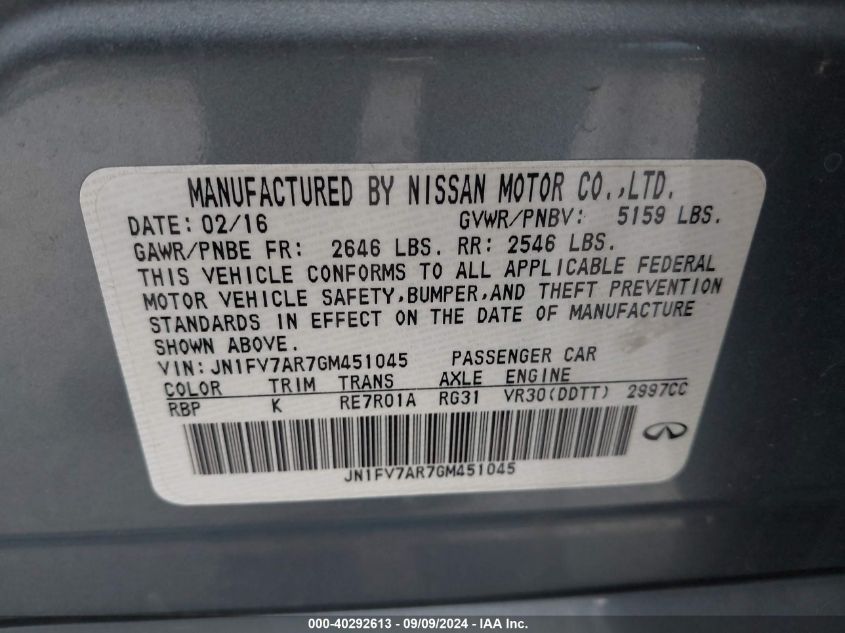 MANUFACTURED BY NISSAN MOTOR CO.,LTD.
DATE: 02/16 GVWR/PNBV: 5159 LBS.
GAWR/PNBE FR: 2646 LBS. RR: 2546 LBS.
THIS VEHICLE CONFORMS TO ALL APPLICABLE FEDERAL
MOTOR VEHICLE SAFETY,BUMPER,AND THEFT PREVENTION
STANDARDS IN EFFECT ON THE DATE OF MANUFACTURE
SHOWN ABOVE.
VIN: JN1FV7AR7GM451045 PASSENGER CAR
COLOR TRIM TRANS AXLE ENGINE
RBP K RE7R01A RG31 VR30(DDTT) 2997CC
JN1FV7AR7GM451045
000-40292613 - 09/09/2024 - IAA Inc.